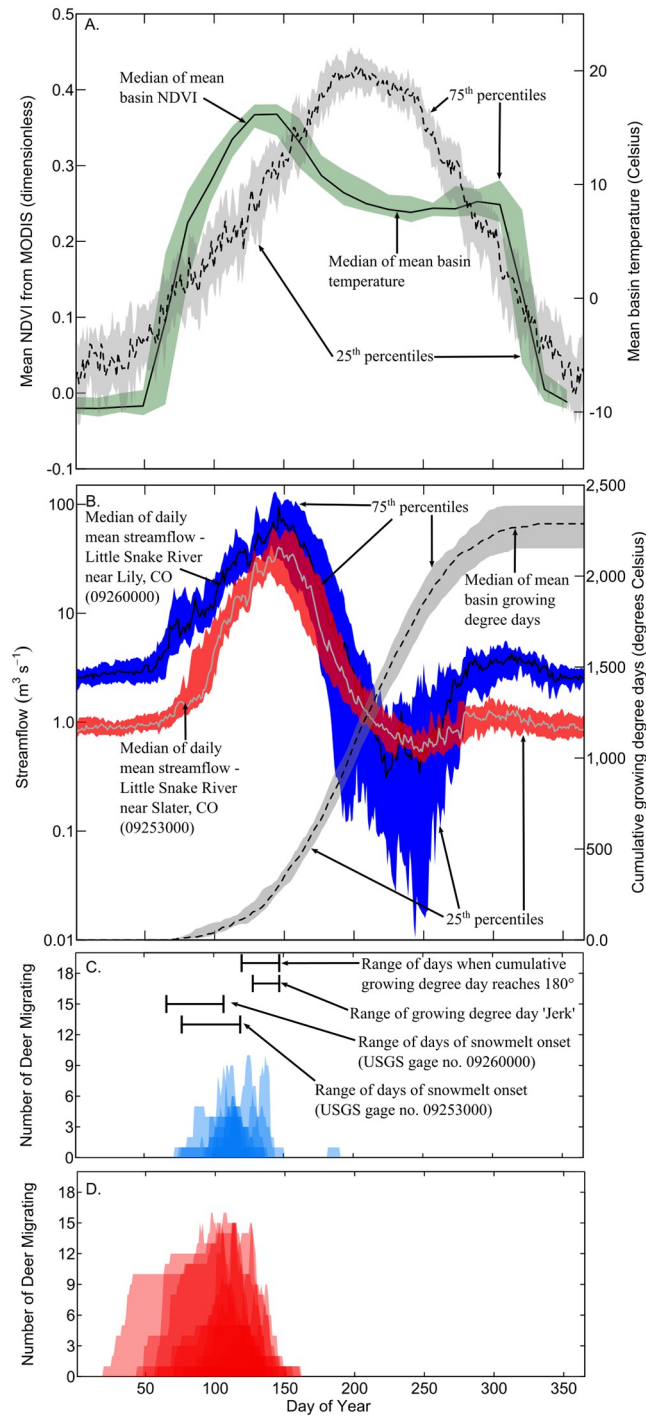 A.
0.5
0.4
0.3
0.2
0.1
0.0
-0.1
Mean NDVI from MODIS (dimensionless)
20
10
0
-10
Mean basin temperature (Celsius)
Median of mean
basin NDVI
75th percentiles
Median of mean basin
temperature
25th percentiles
B.
100
10
1.0
0.1
0.01
Streamflow (m3 s-1)
2,500
2,000
1,500
1,000
500
0.0
Cumulative growing degree days (degrees Celsius)
75th percentiles
Median of daily
mean streamflow -
Little Snake River
near Lily, CO
(09260000)
Median of mean
basin growing
degree days
Median of daily
mean streamflow -
Little Snake River
near Slater, CO
(09253000)
25th percentiles
C.
18
15
12
9
6
3
0
Number of Deer Migrating
Range of days when cumulative
growing degree day reaches 180°
Range of growing degree day 'Jerk'
Range of days of snowmelt onset
(USGS gage no. 09260000)
Range of days of snowmelt onset
(USGS gage no. 09253000)
D.
18
15
12
9
6
3
0
Number of Deer Migrating
50
100
150
200
250
300
350
Day of Year